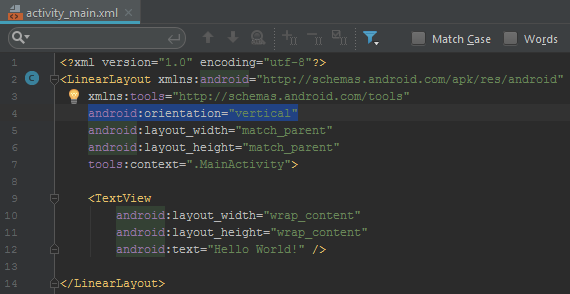 activity_main.xml
Match Case
Words
1 <?xml version="1.0" encoding="utf-8"?>
2 C <LinearLayout xmlns:android="http://schemas.android.com/apk/res/android"
3 xmlns:tools="http://schemas.android.com/tools"
4 android:orientation="vertical"
5 android:layout_width="match_parent"
6 android:layout_height="match_parent"
7 tools:context=".MainActivity">
8
9 <TextView
10 android:layout_width="wrap_content"
11 android:layout_height="wrap_content"
12 android:text="Hello World!" />
13
14 </LinearLayout>